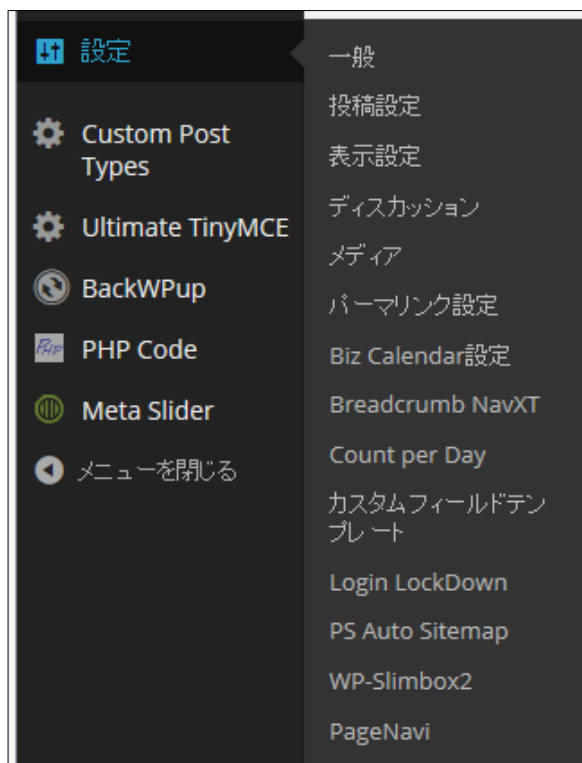 設定
Custom Post
Types
Ultimate TinyMCE
BackWPup
PHP
PHP Code
Meta Slider
メニューを閉じる
一般
投稿設定
表示設定
ディスカッション
メディア
パーマリンク設定
Biz Calendar設定
Breadcrumb NavXT
Count per Day
カスタムフィールドテン
プレート
Login LockDown
PS Auto Sitemap
WP-Slimbox2
PageNavi